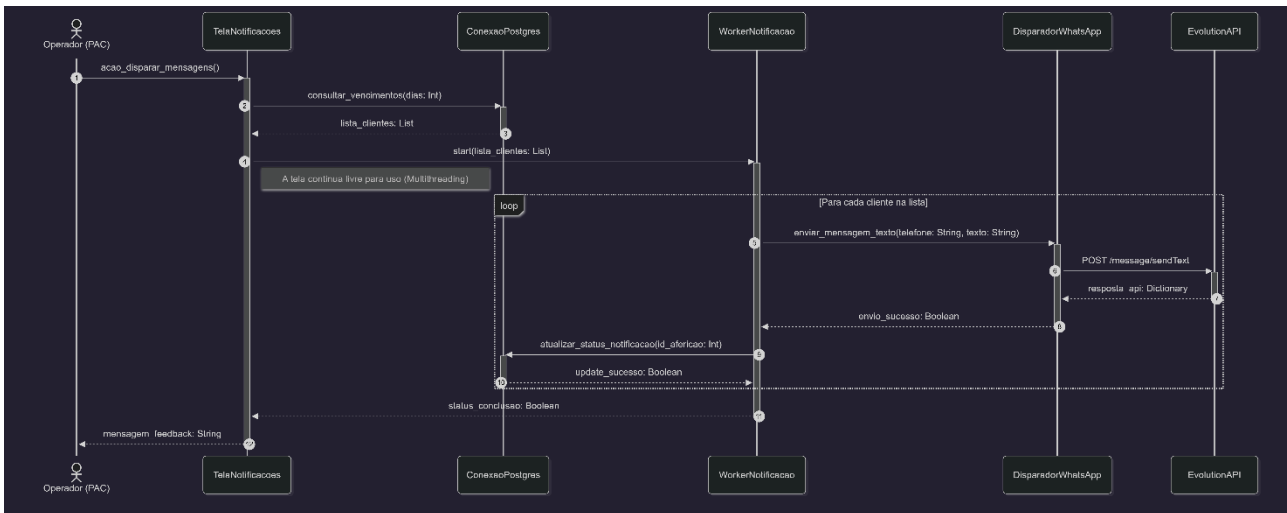 Operador (PAC)
TelaNotificacoes
ConexaoPostgres
WorkerNotificacao
DisparadorWhatsApp
EvolutionAPI
1
acao_disparar_mensagens()
2
consultar_vencimentos(dias: Int)
lista_clientes: List
3
4
start(lista_clientes: List)
A tela continua livre para uso (Multithreading)
loop
[Para cada cliente na lista]
5
enviar_mensagem_texto(telefone: String, texto: String)
6
POST /message/sendText
resposta_api: Dictionary
7
envio_sucesso: Boolean
8
atualizar_status_notificacao(id_afericao: Int)
9
10
update_sucesso: Boolean
status_conclusao: Boolean
11
mensagem_feedback: String
12
Operador (PAC)
TelaNotificacoes
ConexaoPostgres
WorkerNotificacao
DisparadorWhatsApp
EvolutionAPI